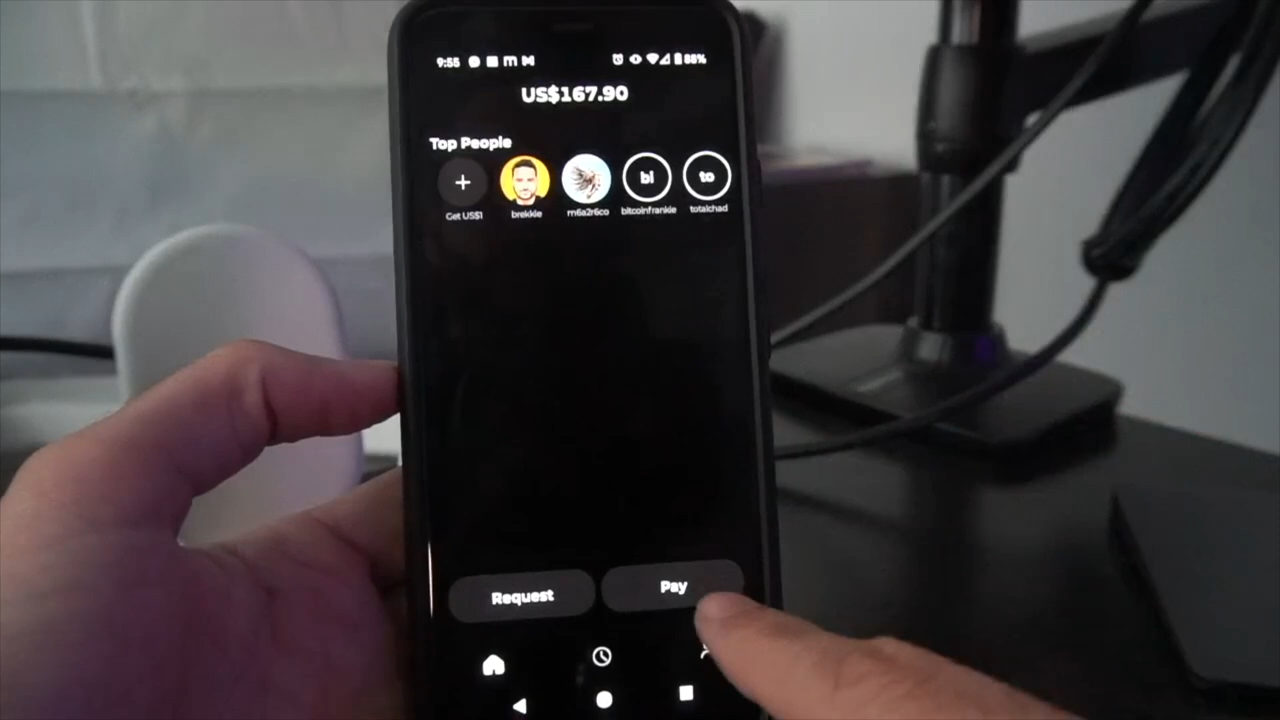 9:55 88%
US$167.90
Top People
bi to
Get US$1 brekkie m6a2r6co bitcoinfrankie totalchad
Request Pay